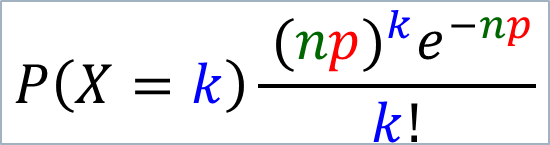 P(X = k) (np)^k e^{-np} / k!